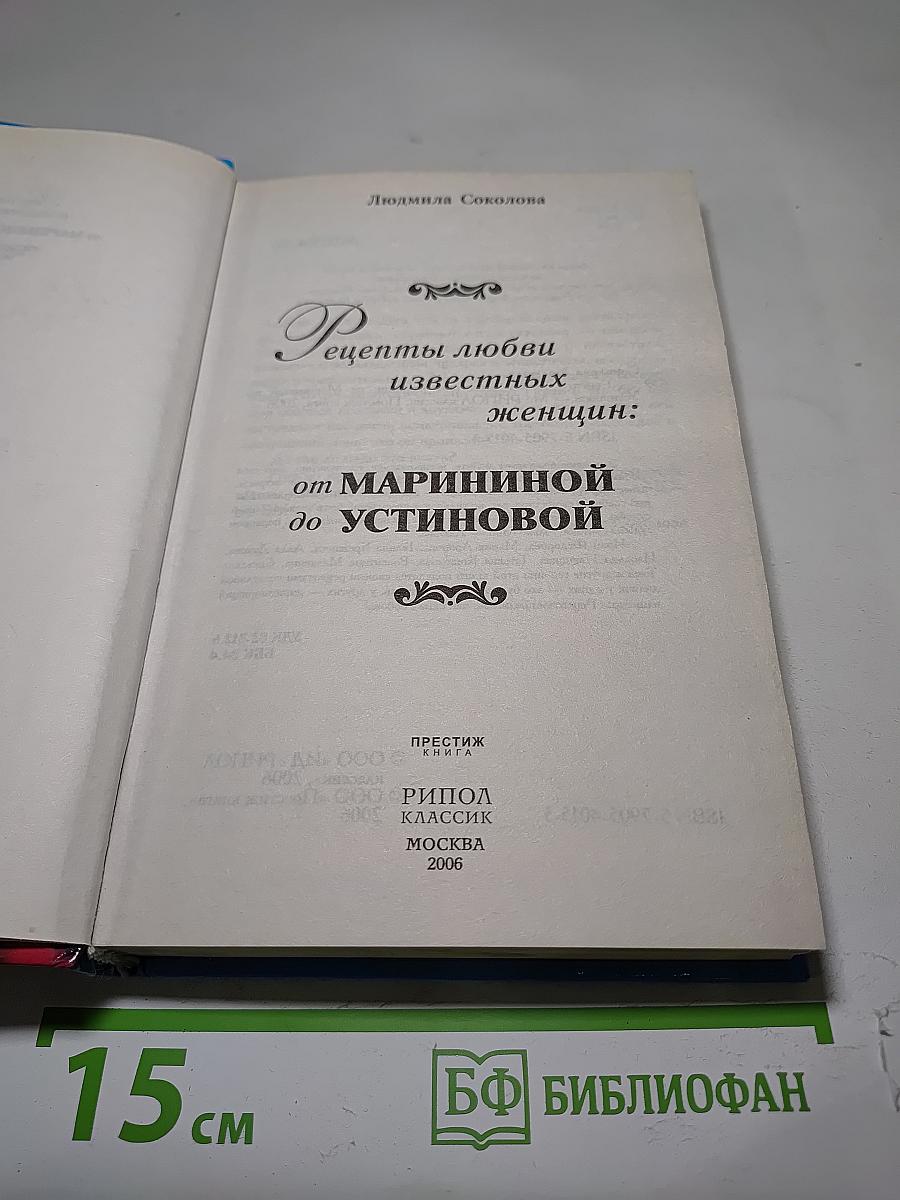 Людмила Соколова
Рецепты любви
известных
женщин:
от МАРИНИНОЙ
до УСТИНОВОЙ
ПРЕСТИЖ
КНИГА
РИПОЛ
КЛАССИК
МОСКВА
2006
15 см
БФ БИБЛИОФАН